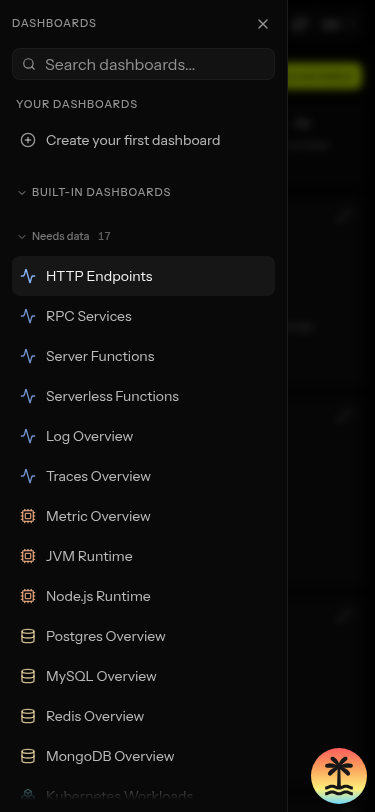 DASHBOARDS
Search dashboards...
YOUR DASHBOARDS
Create your first dashboard
BUILT-IN DASHBOARDS
Needs data 17
HTTP Endpoints
RPC Services
Server Functions
Serverless Functions
Log Overview
Traces Overview
Metric Overview
JVM Runtime
Node.js Runtime
Postgres Overview
MySQL Overview
Redis Overview
MongoDB Overview
Kubernetes Workloads